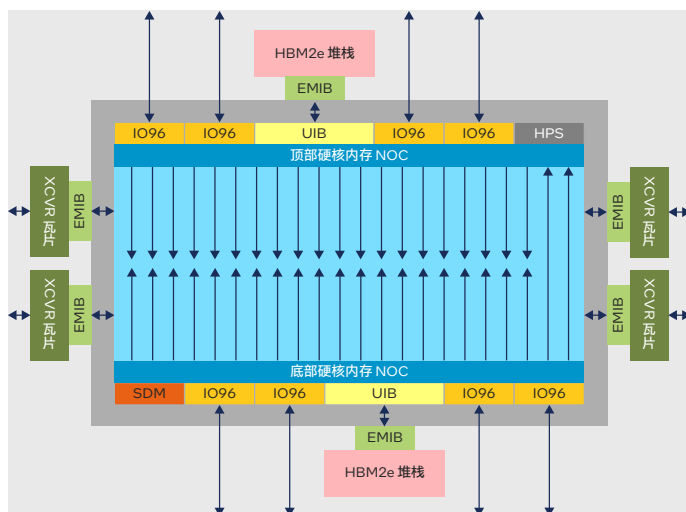 HBM2e 堆栈
EMIB
IO96 IO96 UIB IO96 IO96 HPS
顶部硬核内存 NOC
XCVR 瓦片
EMIB
EMIB
XCVR 瓦片
XCVR 瓦片
EMIB
EMIB
XCVR 瓦片
底部硬核内存 NOC
SDM IO96 IO96 UIB IO96 IO96
EMIB
HBM2e 堆栈